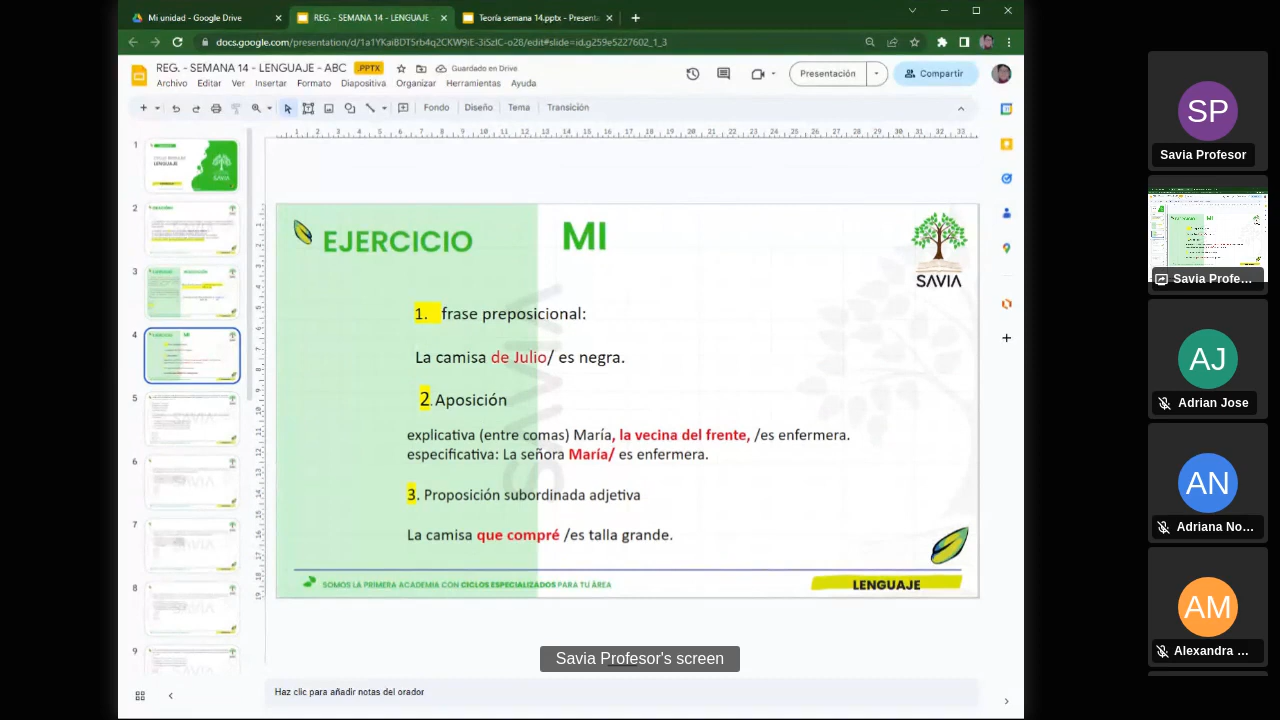 Mi unidad - Google Drive
REG. - SEMANA 14 - LENGUAJE
Teoría semana 14.pptx - Present
docs.google.com/presentation/d/1a1YKaiBDTSrb4q2CKW9iE-3iSzIC-o28/edit#slide=id.g259e5227602_1_3
REG. - SEMANA 14 - LENGUAJE - ABC .PPTX Guardado en Drive
Archivo Editar Ver Insertar Formato Diapositiva Organizar Herramientas Ayuda
Presentación Compartir
Fondo Diseño Tema Transición
EJERCICIO MI
SAVIA
1. frase preposicional:
La camisa de Julio/ es negra.
2.Aposición
explicativa (entre comas) María, la vecina del frente, /es enfermera.
especificativa: La señora María/ es enfermera.
3. Proposición subordinada adjetiva
La camisa que compré /es talla grande.
SOMOS LA PRIMERA ACADEMIA CON CICLOS ESPECIALIZADOS PARA TU ÁREA
LENGUAJE
Haz clic para añadir notas del orador
Savia Profesor's screen
SP
Savia Profesor
Savia Profe...
AJ
Adrian Jose
AN
Adriana No...
AM
Alexandra ...